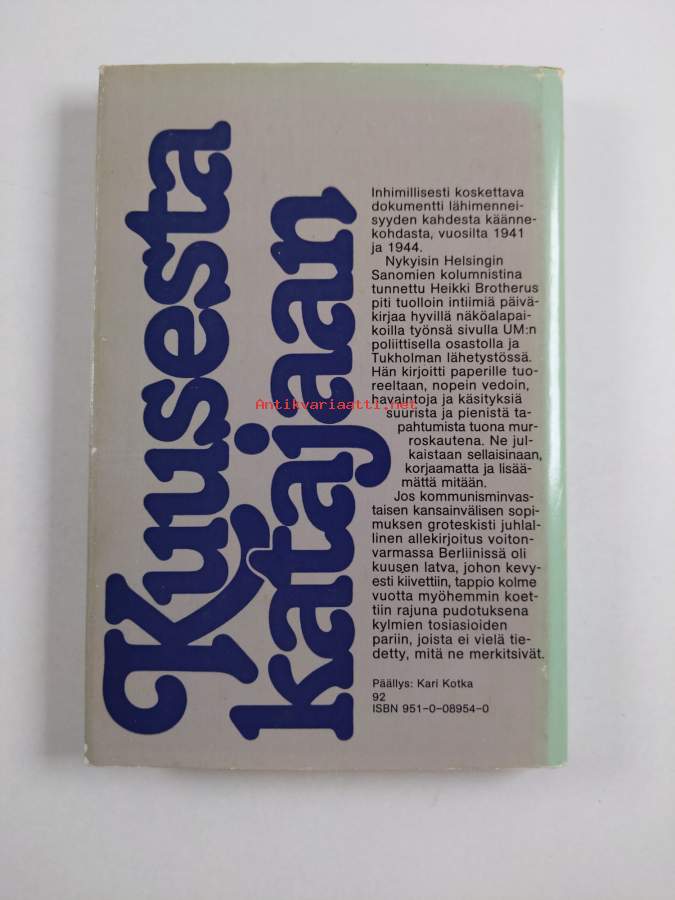 Kuusesta
katajaan
Inhimillisesti koskettava
dokumentti lähimennei-
syyden kahdesta käänne-
kohdasta, vuosilta 1941
ja 1944.
Nykyisin Helsingin
Sanomien kolumnistina
tunnettu Heikki Brotherus
piti tuolloin intiimiä päivä-
kirjaa hyvillä näköalapai-
koilla työnsä sivulla UM:n
poliittisella osastolla ja
Tukholman lähetystössä.
Hän kirjoitti paperille tuo-
reeltaan, nopein vedoin,
havaintoja ja käsityksiä
suurista ja pienistä ta-
pahtumista tuona mur-
roskautena. Ne jul-
kaistaan sellaisinaan,
korjaamatta ja lisää-
mättä mitään.
Jos kommunisminvas-
taisen kansainvälisen sopi-
muksen groteskisti juhlal-
linen allekirjoitus voiton-
varmassa Berliinissä oli
kuusen latva, johon kevy-
esti kiivettiin, tappio kolme
vuotta myöhemmin koet-
tiin rajuna pudotuksena
kylmien tosiasioiden
pariin, joista ei vielä tie-
detty, mitä ne merkitsivät.
Päällys: Kari Kotka
92
ISBN 951-0-08954-0
Antikvariaatti.net